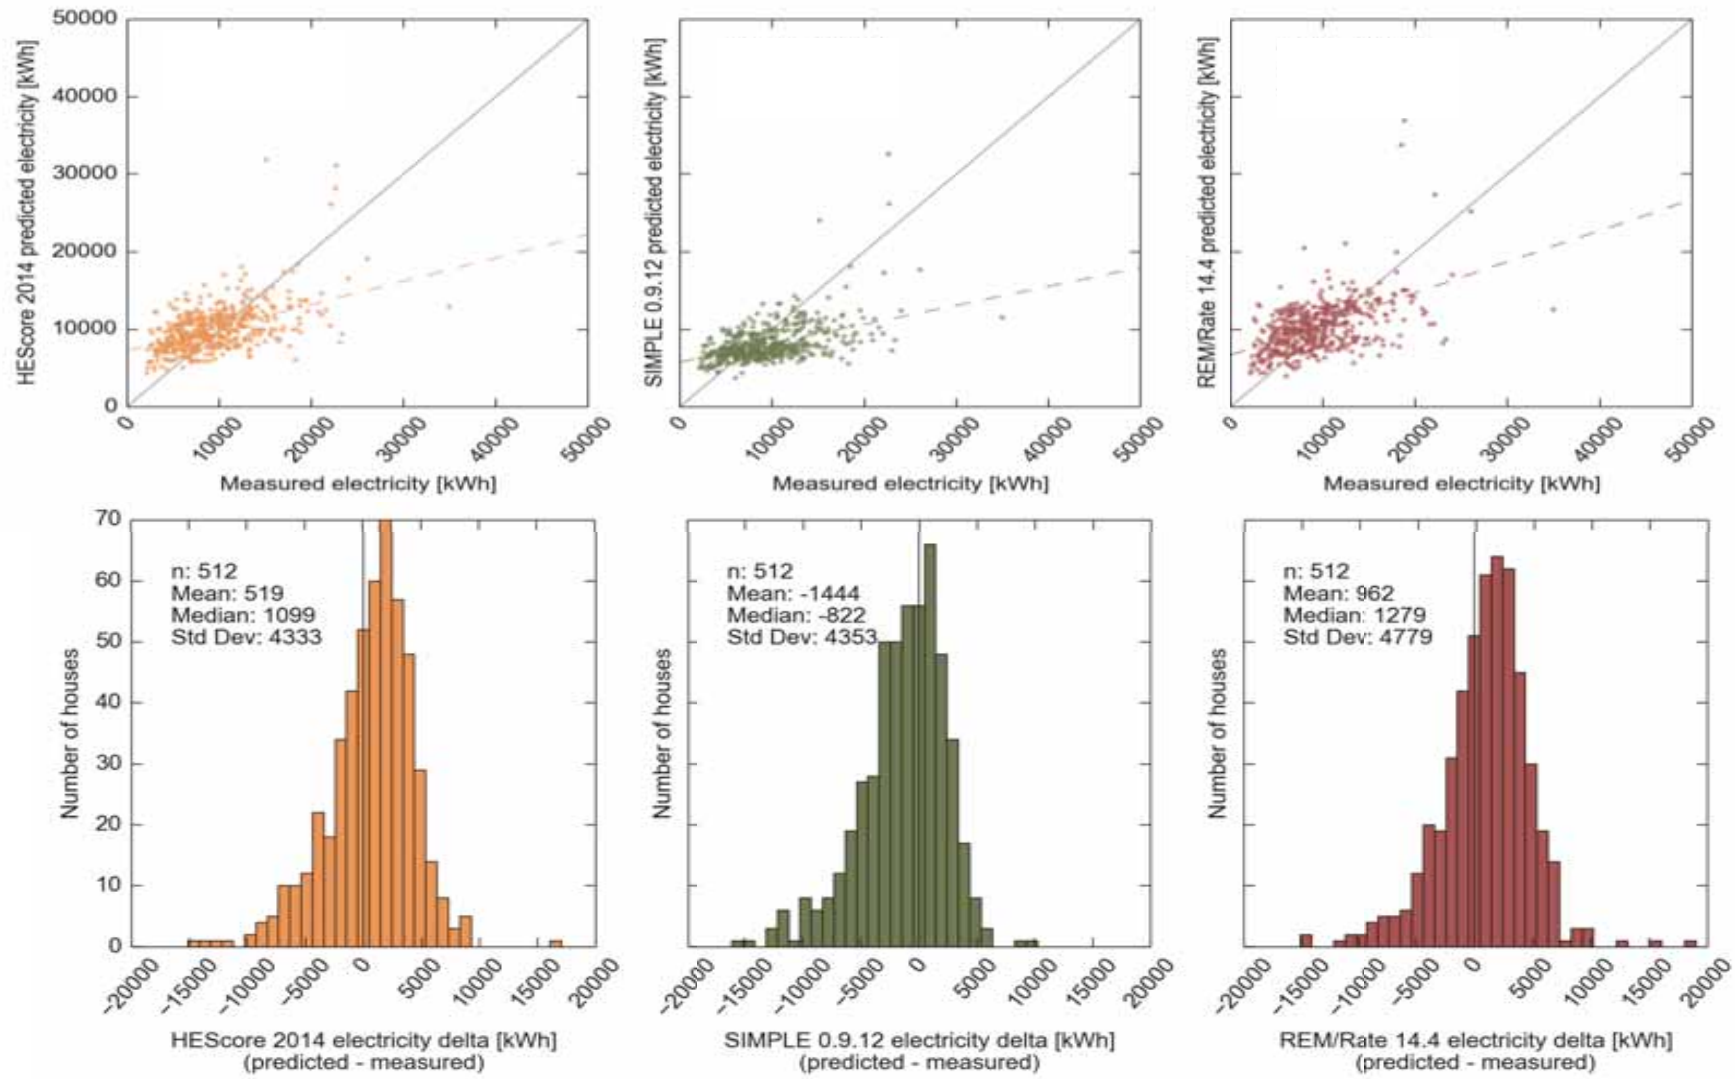 HEScore 2014 predicted electricity [kWh]
50000
40000
30000
20000
10000
0
0 10000 20000 30000 40000 50000
Measured electricity [kWh]
SIMPLE 0.9.12 predicted electricity [kWh]
0 10000 20000 30000 40000 50000
Measured electricity [kWh]
REM/Rate 14.4 predicted electricity [kWh]
0 10000 20000 30000 40000 50000
Measured electricity [kWh]
Number of houses
70
60
50
40
30
20
10
0
n: 512
Mean: 519
Median: 1099
Std Dev: 4333
−20000 −15000 −10000 −5000 0 5000 10000 15000 20000
HEScore 2014 electricity delta [kWh]
(predicted - measured)
Number of houses
n: 512
Mean: -1444
Median: -822
Std Dev: 4353
−20000 −15000 −10000 −5000 0 5000 10000 15000 20000
SIMPLE 0.9.12 electricity delta [kWh]
(predicted - measured)
Number of houses
n: 512
Mean: 962
Median: 1279
Std Dev: 4779
−20000 −15000 −10000 −5000 0 5000 10000 15000 20000
REM/Rate 14.4 electricity delta [kWh]
(predicted - measured)